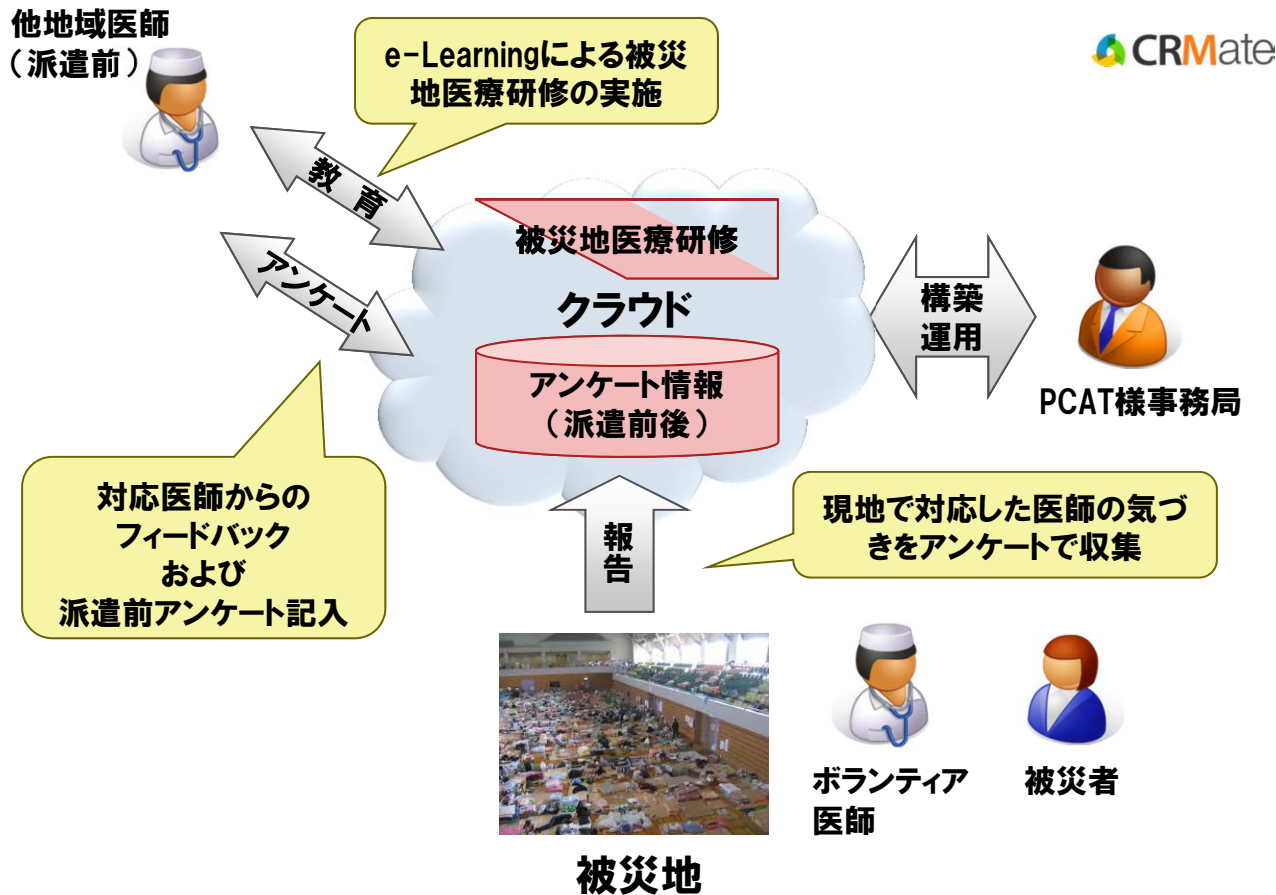 他地域医師
（派遣前）
e-Learningによる被災
地医療研修の実施
CRMate
教育
アンケート
被災地医療研修
クラウド
アンケート情報
（派遣前後）
構築
運用
PCAT様事務局
対応医師からの
フィードバック
および
派遣前アンケート記入
報告
現地で対応した医師の気づ
きをアンケートで収集
ボランティア
医師
被災者
被災地